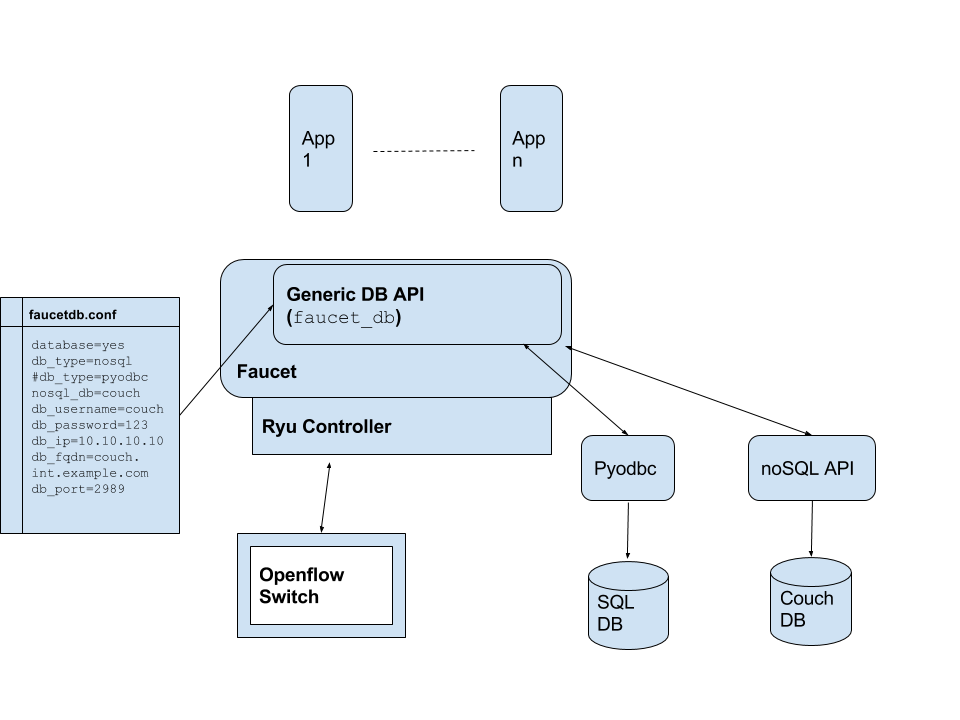 App
1
App
n
Generic DB API
(faucet_db)
Faucet
Ryu Controller
faucetdb.conf
database=yes
db_type=nosql
#db_type=pyodbc
nosql_db=couch
db_username=couch
db_password=123
db_ip=10.10.10.10
db_fqdn=couch.
int.example.com
db_port=2989
Pyodbc
noSQL API
Openflow
Switch
SQL
DB
Couch
DB